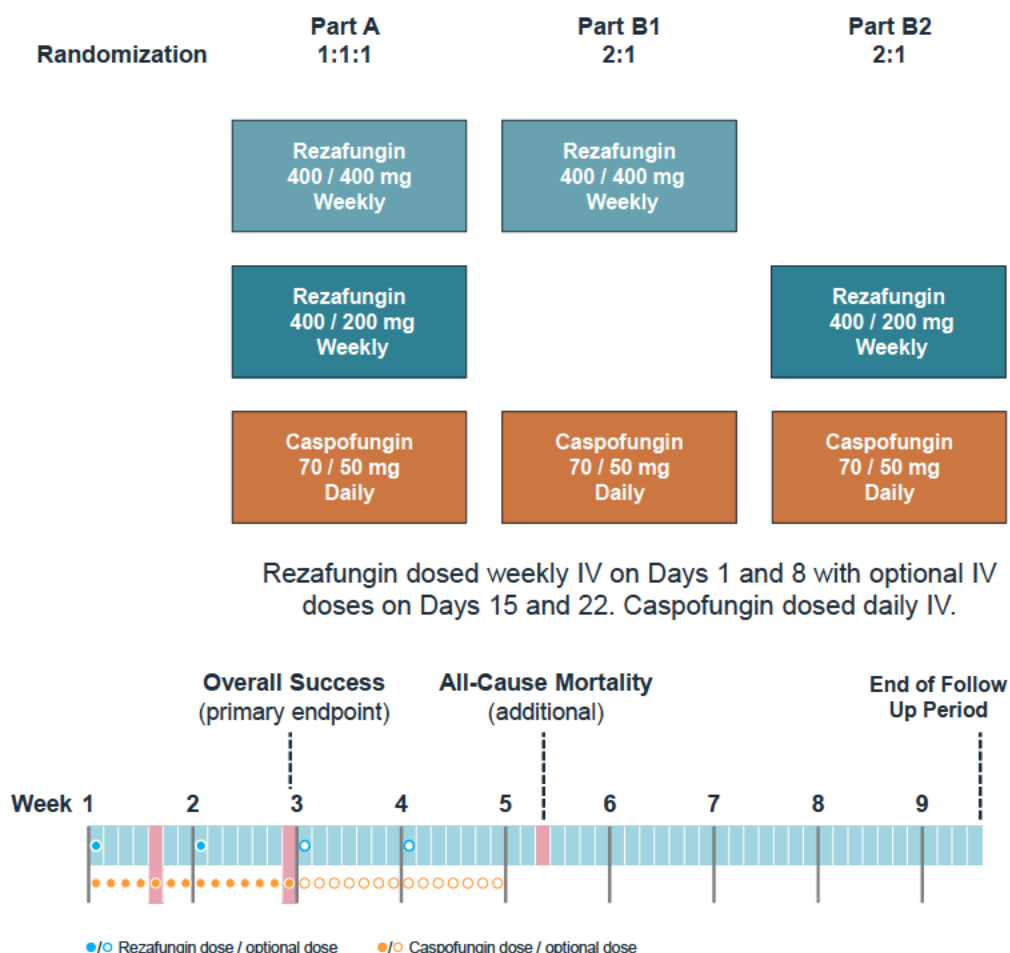 Part A Part B1 Part B2
Randomization 1:1:1 2:1 2:1
Rezafungin Rezafungin
400 / 400 mg 400 / 400 mg
Weekly Weekly
Rezafungin Rezafungin
400 / 200 mg 400 / 200 mg
Weekly Weekly
Caspofungin Caspofungin Caspofungin
70 / 50 mg 70 / 50 mg 70 / 50 mg
Daily Daily Daily
Rezafungin dosed weekly IV on Days 1 and 8 with optional IV
doses on Days 15 and 22. Caspofungin dosed daily IV.
Overall Success All-Cause Mortality End of Follow
(primary endpoint) (additional) Up Period
Week 1 2 3 4 5 6 7 8 9
●/○ Rezafungin dose / optional dose ●/○ Caspofungin dose / optional dose